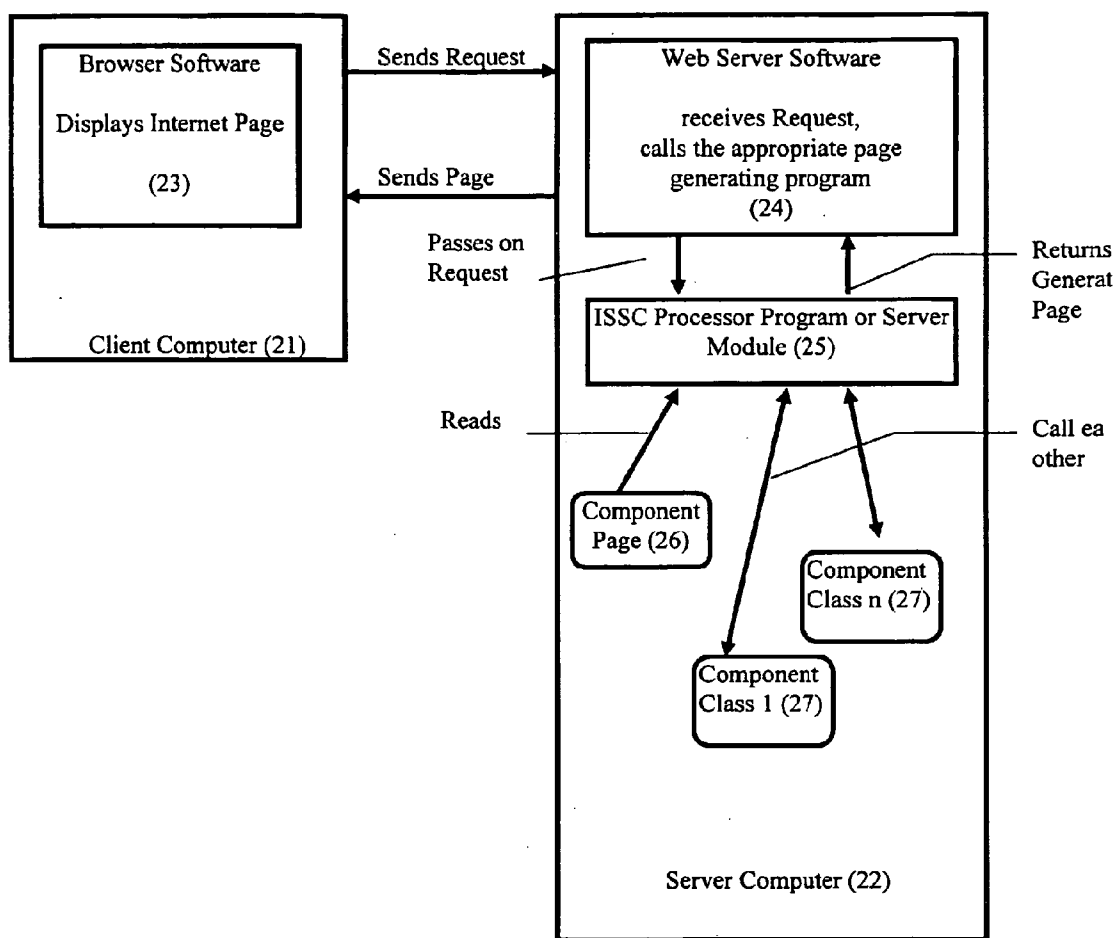 Browser Software
Displays Internet Page
(23)
Client Computer (21)
Sends Request
Sends Page
Web Server Software
receives Request,
calls the appropriate page
generating program
(24)
Passes on
Request
Returns
Generat
Page
ISSC Processor Program or Server
Module (25)
Reads
Call ea
other
Component
Page (26)
Component
Class n (27)
Component
Class 1 (27)
Server Computer (22)